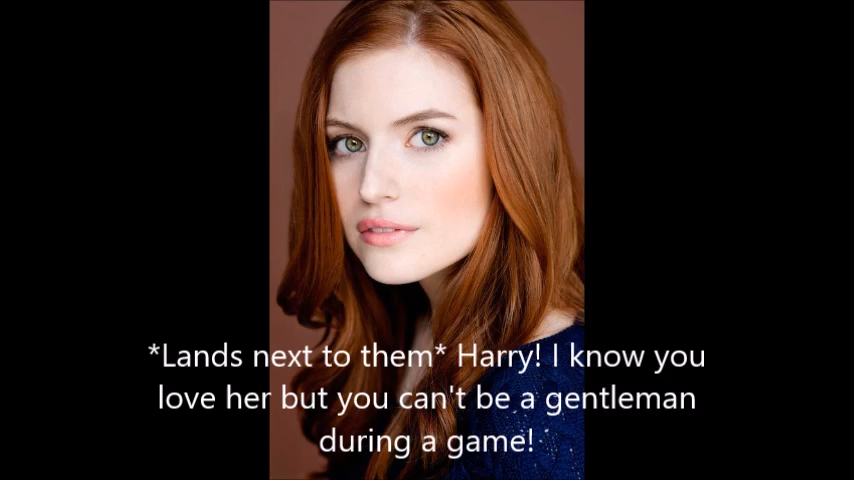 *Lands next to them* Harry! I know you
love her but you can't be a gentleman
during a game!